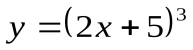 y = (2x + 5)³